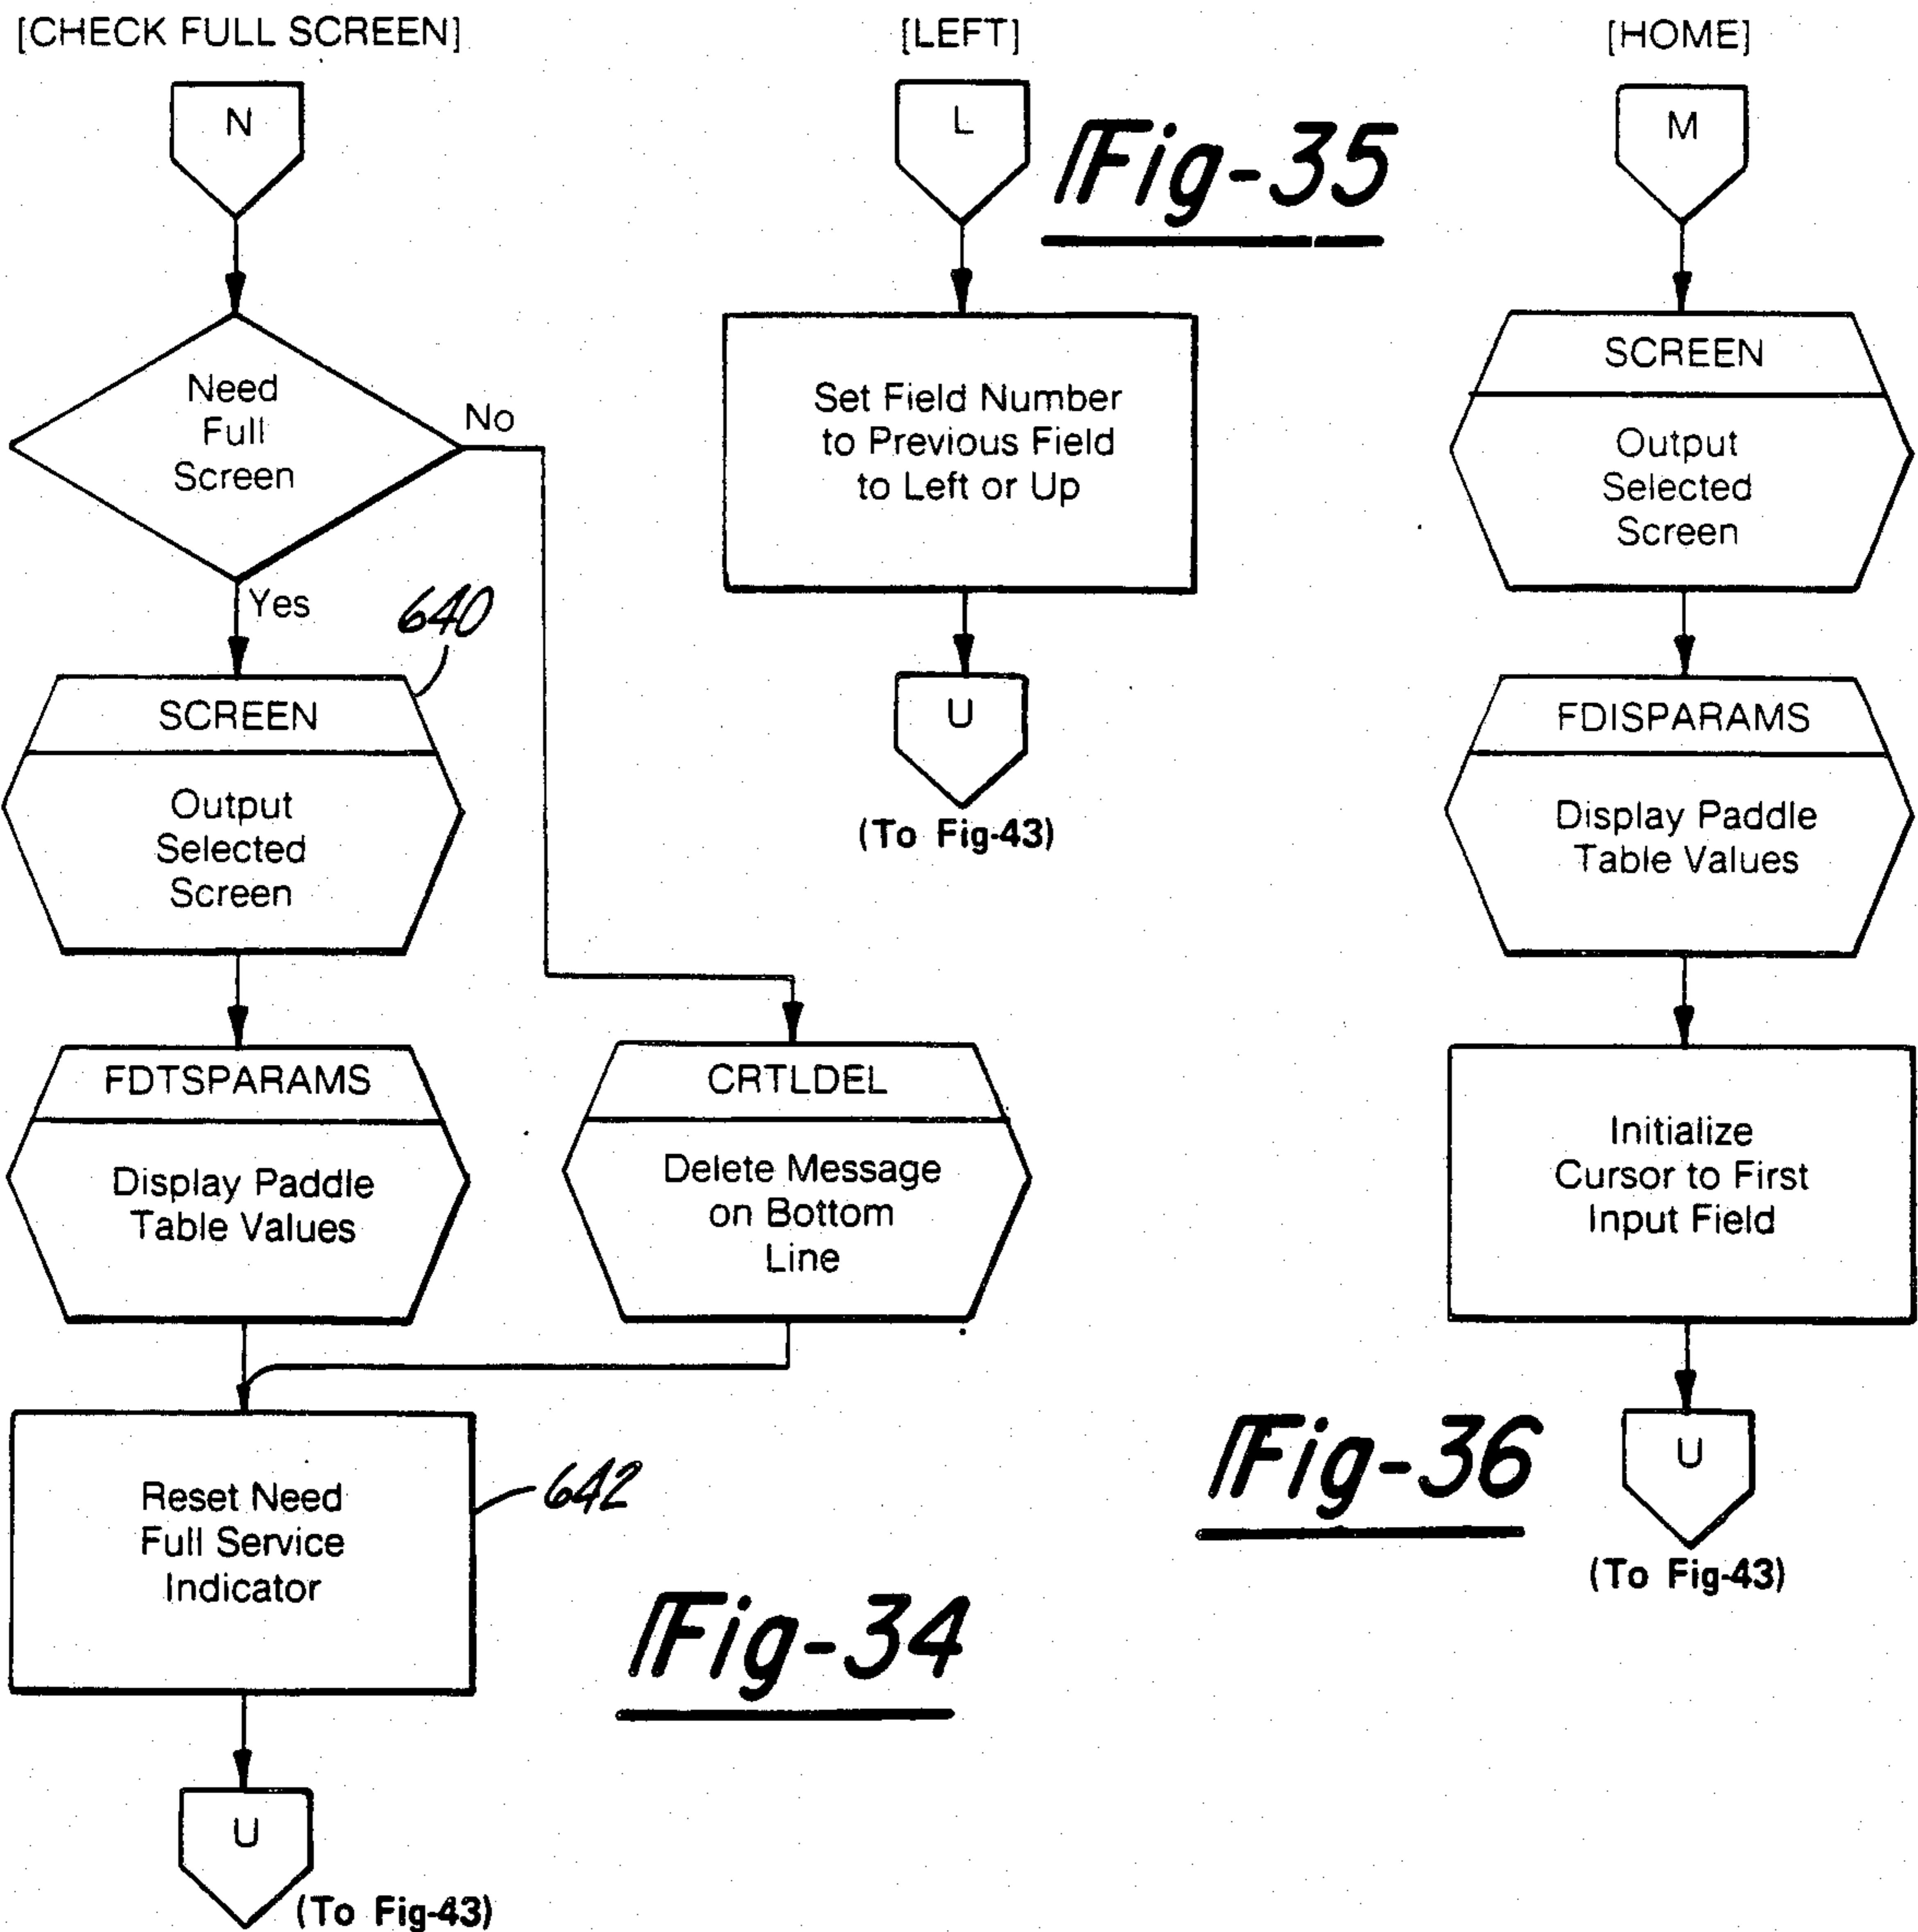 [CHECK FULL SCREEN]
N
Need
Full
Screen
No
Yes
640
SCREEN
Output
Selected
Screen
FDTSPARAMS
Display Paddle
Table Values
CRTLDEL
Delete Message
on Bottom
Line
Reset Need
Full Service
Indicator
642
U
(To Fig-43)
Fig-34
[LEFT]
L
Fig-35
Set Field Number
to Previous Field
to Left or Up
U
(To Fig-43)
[HOME]
M
SCREEN
Output
Selected
Screen
FDISPARAMS
Display Paddle
Table Values
Initialize
Cursor to First
Input Field
U
(To Fig-43)
Fig-36